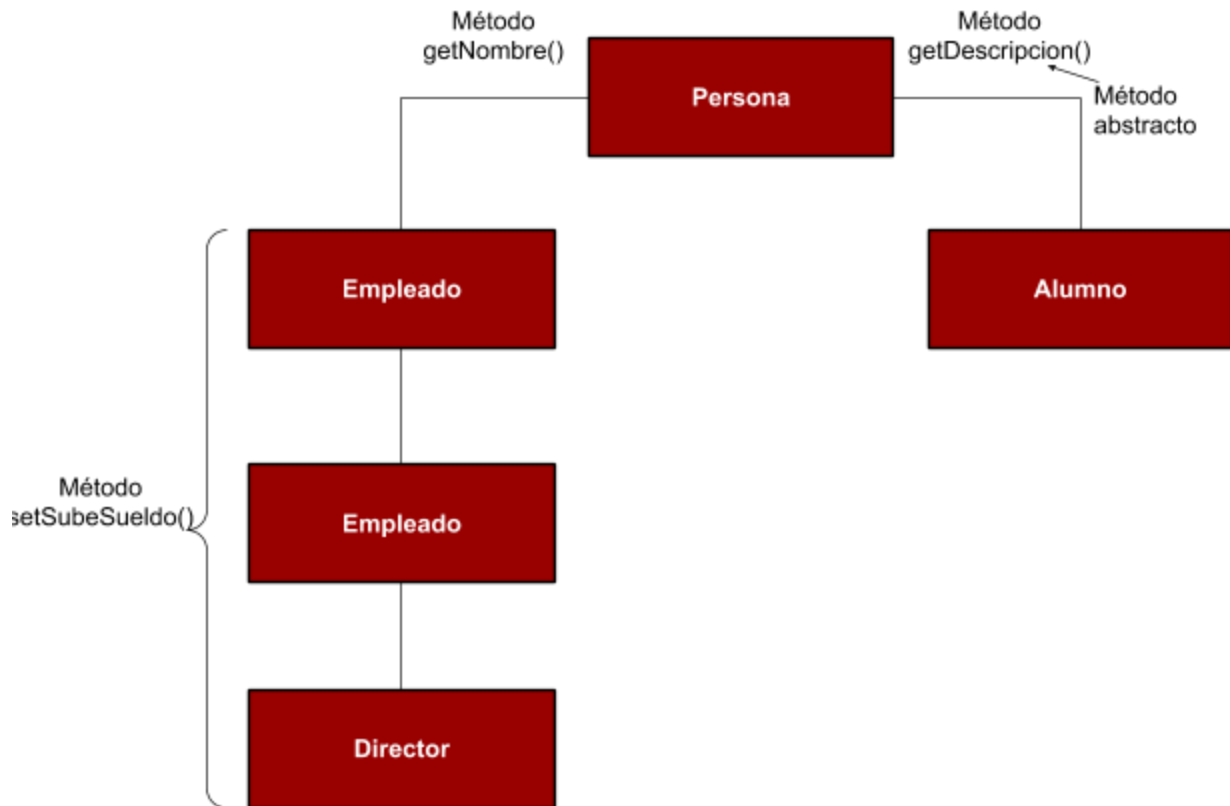 Método
getNombre()
Persona
Método
getDescripcion()
Método
abstracto
Empleado
Alumno
Método
setSubeSueldo()
Empleado
Director